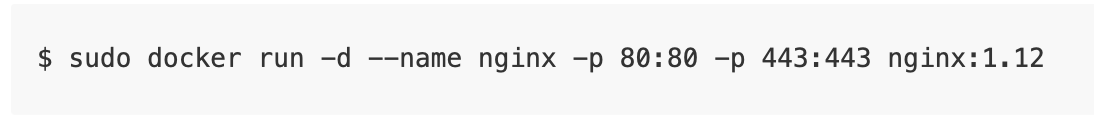 $ sudo docker run -d --name nginx -p 80:80 -p 443:443 nginx:1.12